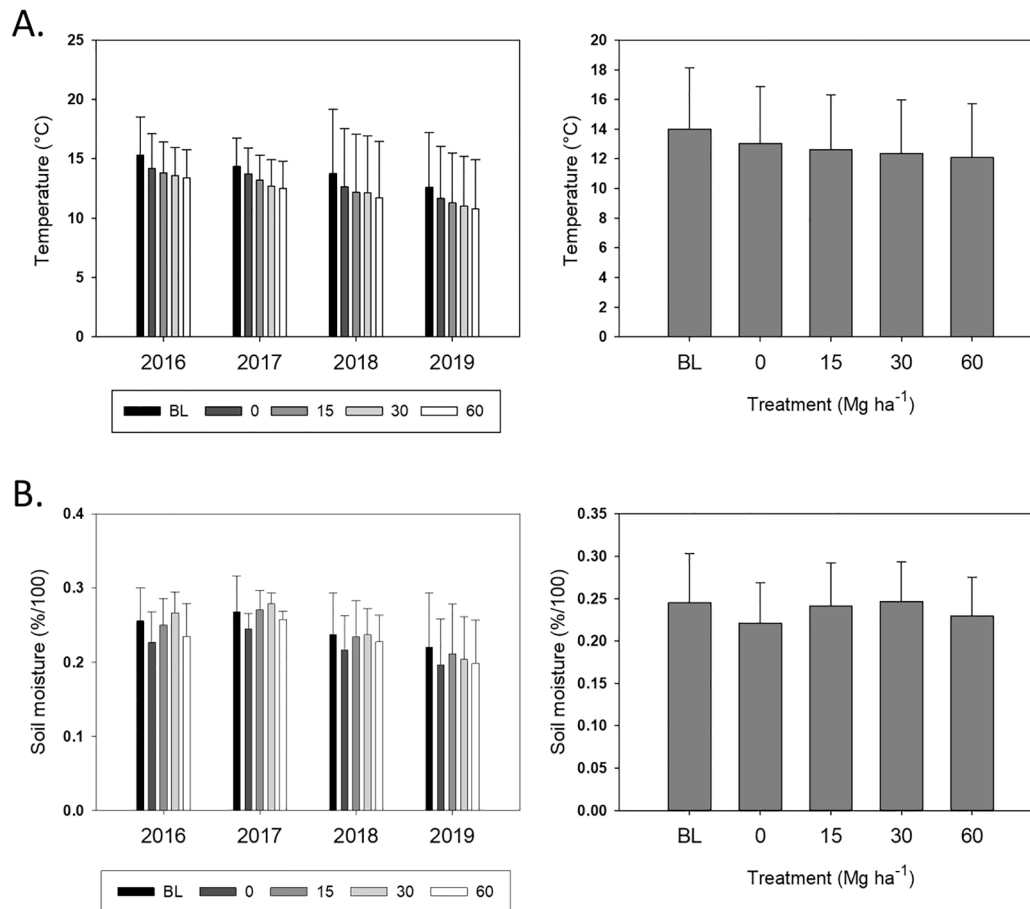 A.
Temperature (°C)
25
20
15
10
5
0
2016 2017 2018 2019
BL 0 15 30 60
Temperature (°C)
20
18
16
14
12
10
8
6
4
2
0
BL 0 15 30 60
Treatment (Mg ha⁻¹)
B.
Soil moisture (%/100)
0.4
0.3
0.2
0.1
0.0
2016 2017 2018 2019
BL 0 15 30 60
Soil moisture (%/100)
0.35
0.30
0.25
0.20
0.15
0.10
0.05
0.00
BL 0 15 30 60
Treatment (Mg ha⁻¹)